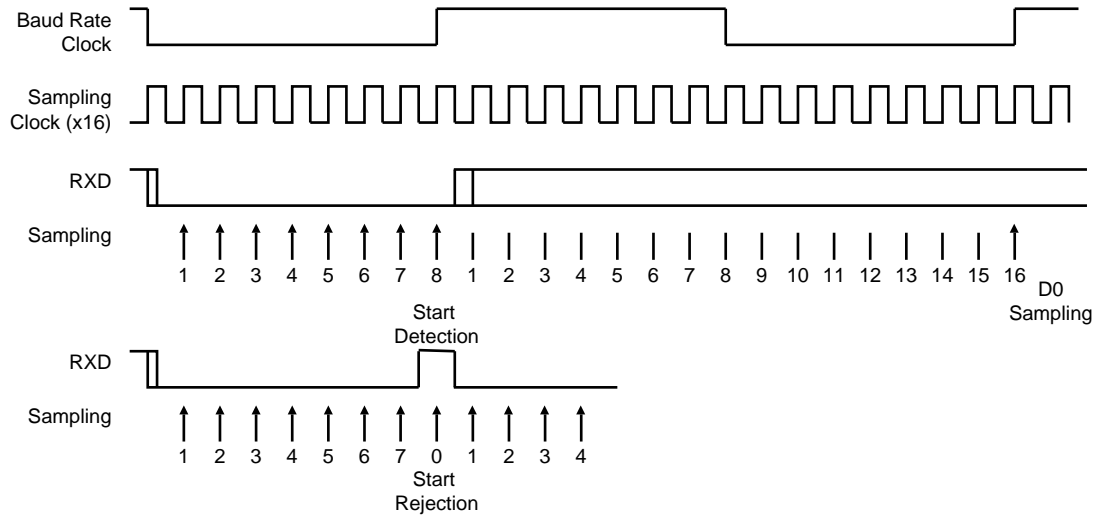 Baud Rate
Clock
Sampling
Clock (x16)
RXD
Sampling
1 2 3 4 5 6 7 8 1 2 3 4 5 6 7 8 9 10 11 12 13 14 15 16
D0
Sampling
Start
Detection
RXD
Sampling
1 2 3 4 5 6 7 0 1 2 3 4
Start
Rejection